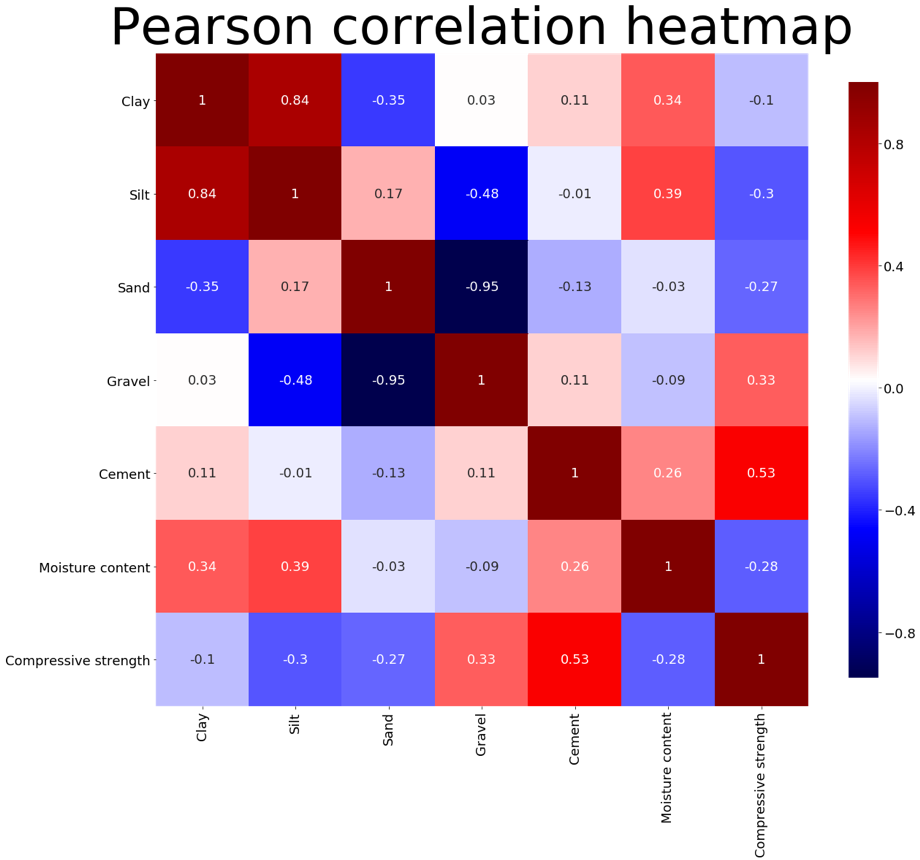 Pearson correlation heatmap
Clay 1 0.84 -0.35 0.03 0.11 0.34 -0.1
Silt 0.84 1 0.17 -0.48 -0.01 0.39 -0.3
Sand -0.35 0.17 1 -0.95 -0.13 -0.03 -0.27
Gravel 0.03 -0.48 -0.95 1 0.11 -0.09 0.33
Cement 0.11 -0.01 -0.13 0.11 1 0.26 0.53
Moisture content 0.34 0.39 -0.03 -0.09 0.26 1 -0.28
Compressive strength -0.1 -0.3 -0.27 0.33 0.53 -0.28 1
Clay
Silt
Sand
Gravel
Cement
Moisture content
Compressive strength
0.8
0.4
0.0
−0.4
−0.8